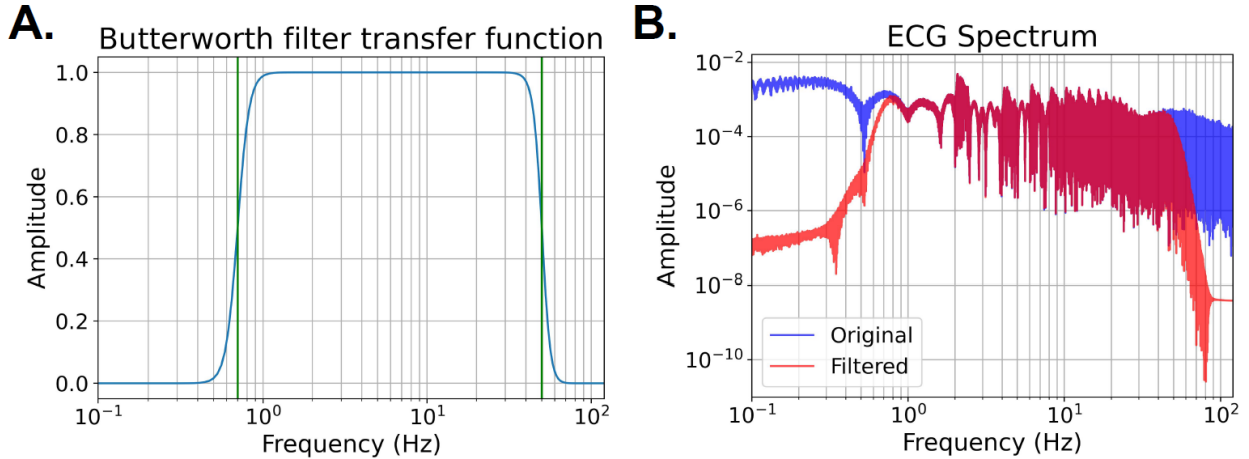 A.
Butterworth filter transfer function
1.0
0.8
0.6
0.4
0.2
0.0
Amplitude
10⁻¹ 10⁰ 10¹ 10²
Frequency (Hz)
B.
ECG Spectrum
10⁻²
10⁻⁴
10⁻⁶
10⁻⁸
10⁻¹⁰
Amplitude
Original
Filtered
10⁻¹ 10⁰ 10¹ 10²
Frequency (Hz)